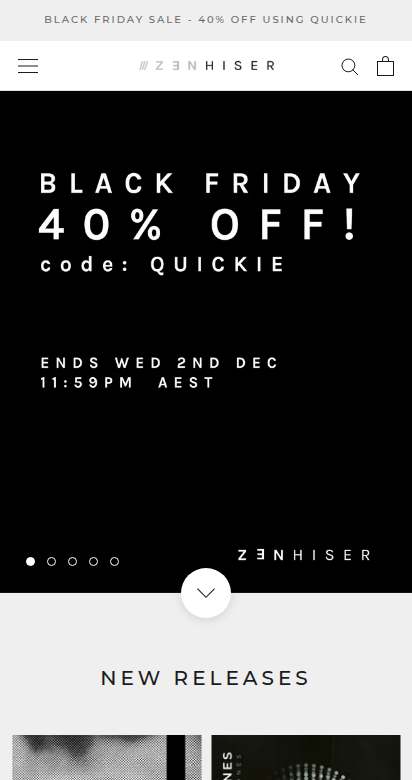 BLACK FRIDAY SALE - 40% OFF USING QUICKIE
/// ZƎNHISER
BLACK FRIDAY
40% OFF!
code: QUICKIE
ENDS WED 2ND DEC
11:59PM AEST
ZƎNHISER
NEW RELEASES